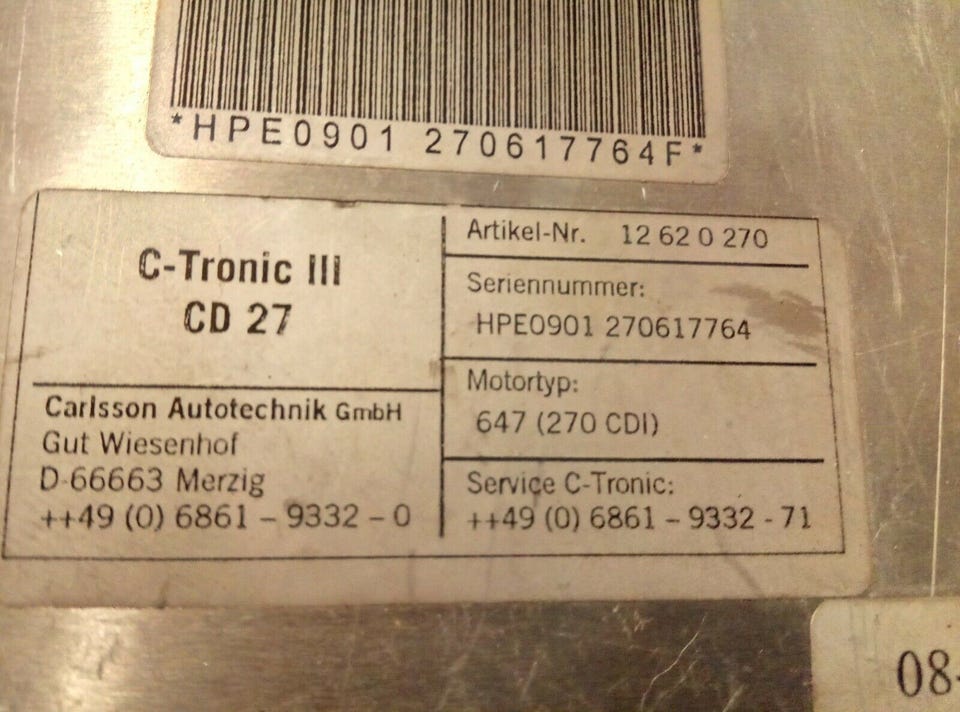 *HPE0901 270617764F*
C-Tronic III
CD 27
Carlsson Autotechnik GmbH
Gut Wiesenhof
D-66663 Merzig
++49 (0) 6861 - 9332 - 0
Artikel-Nr. 12 62 0 270
Seriennummer:
HPE0901 270617764
Motortyp:
647 (270 CDI)
Service C-Tronic:
++49 (0) 6861 - 9332 - 71
08-